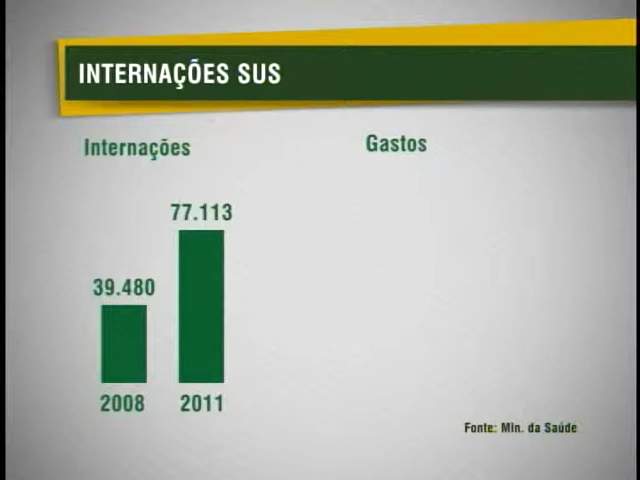 INTERNAÇÕES SUS
Internações
Gastos
77.113
39.480
2008
2011
Fonte: Min. da Saúde